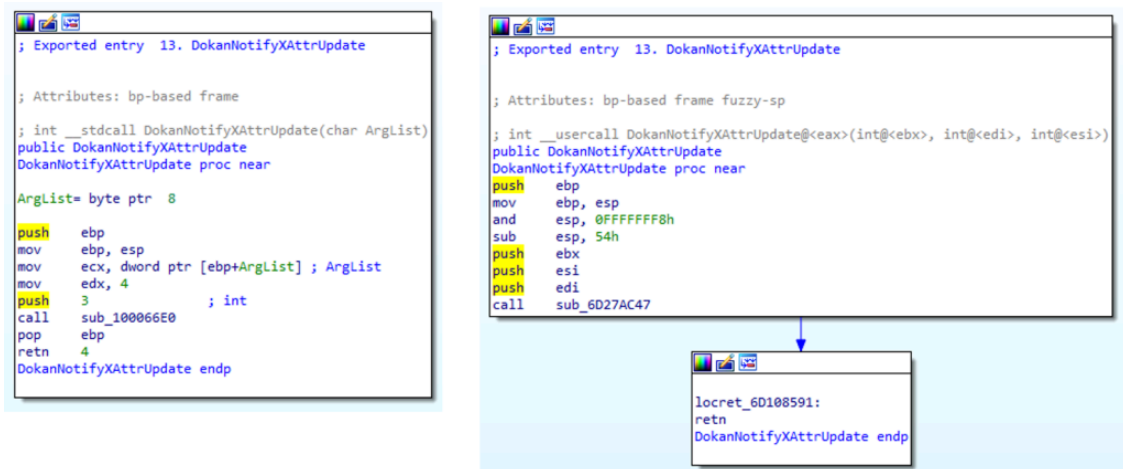 ; Exported entry  13. DokanNotifyXAttrUpdate
; Attributes: bp-based frame
; int __stdcall DokanNotifyXAttrUpdate(char ArgList)
public DokanNotifyXAttrUpdate
DokanNotifyXAttrUpdate proc near
ArgList= byte ptr  8
push    ebp
mov     ebp, esp
mov     ecx, dword ptr [ebp+ArgList] ; ArgList
mov     edx, 4
push    3               ; int
call    sub_100066E0
pop     ebp
retn    4
DokanNotifyXAttrUpdate endp
; Exported entry  13. DokanNotifyXAttrUpdate
; Attributes: bp-based frame fuzzy-sp
; int __usercall DokanNotifyXAttrUpdate@<eax>(int@<ebx>, int@<edi>, int@<esi>)
public DokanNotifyXAttrUpdate
DokanNotifyXAttrUpdate proc near
push    ebp
mov     ebp, esp
and     esp, 0FFFFFFF8h
sub     esp, 54h
push    ebx
push    esi
push    edi
call    sub_6D27AC47
locret_6D108591:
retn
DokanNotifyXAttrUpdate endp